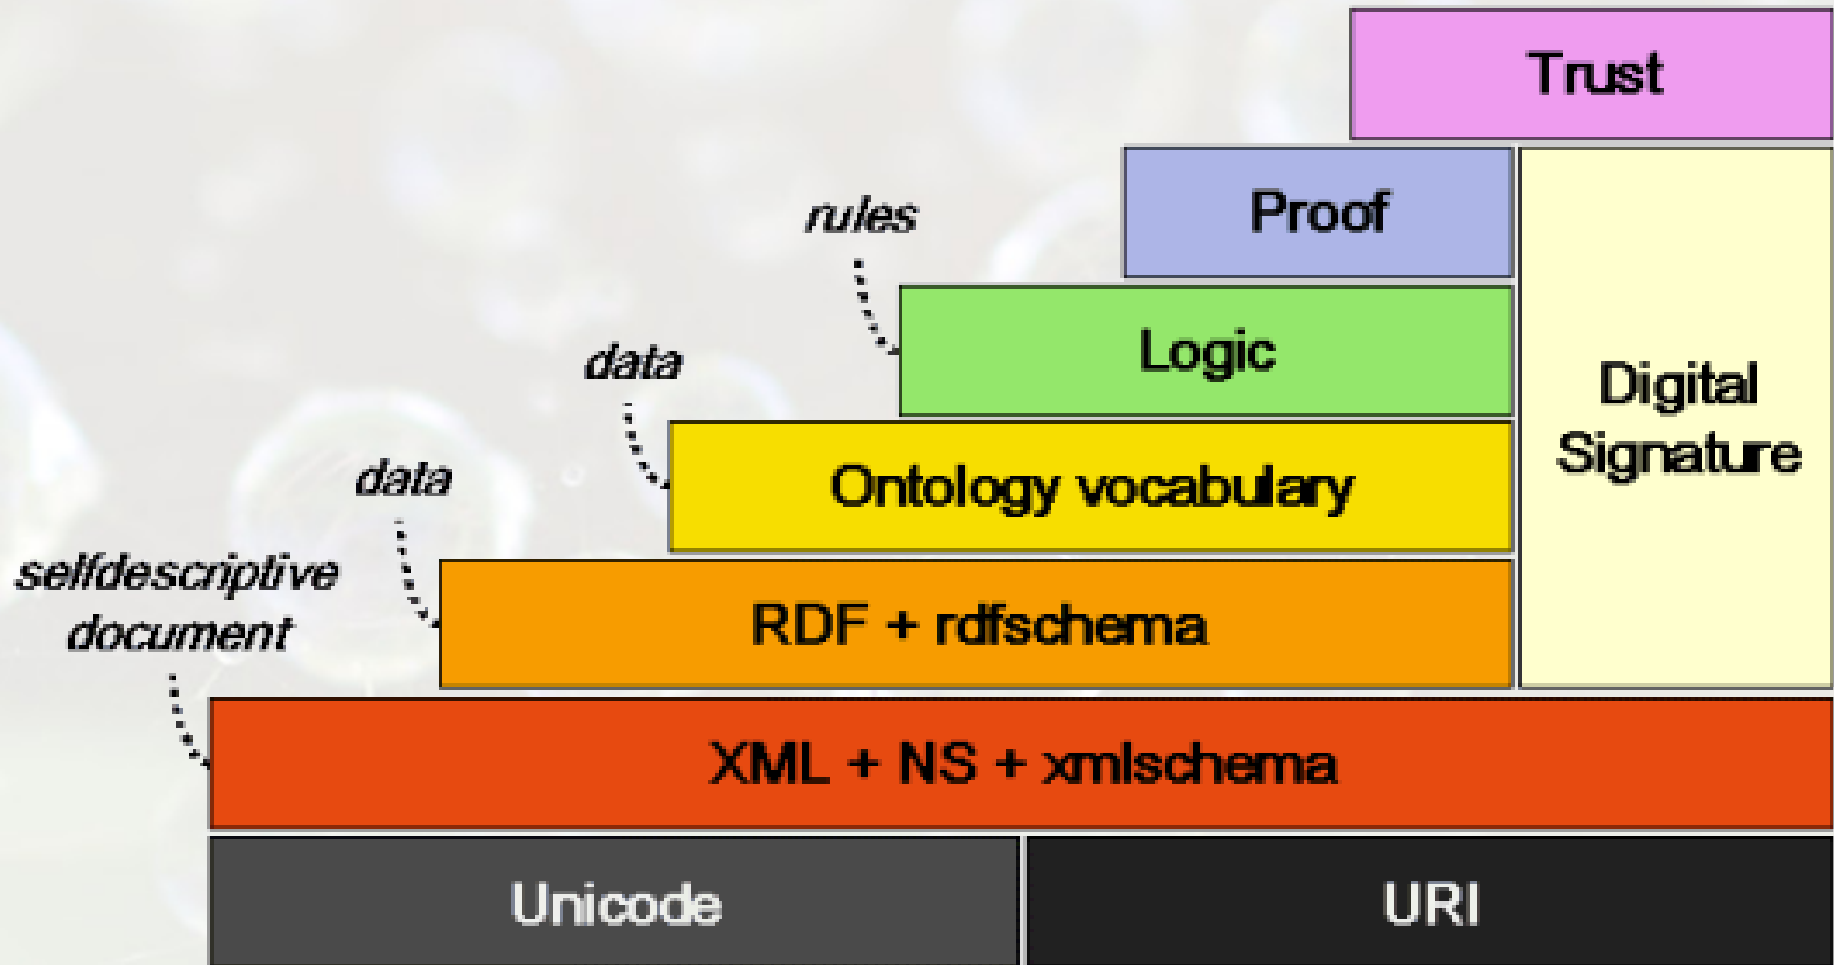 Trust
Proof
rules
Logic
data
Digital
Signature
Ontology vocabulary
data
selfdescriptive
document
RDF + rdfschema
XML + NS + xmlschema
Unicode
URI